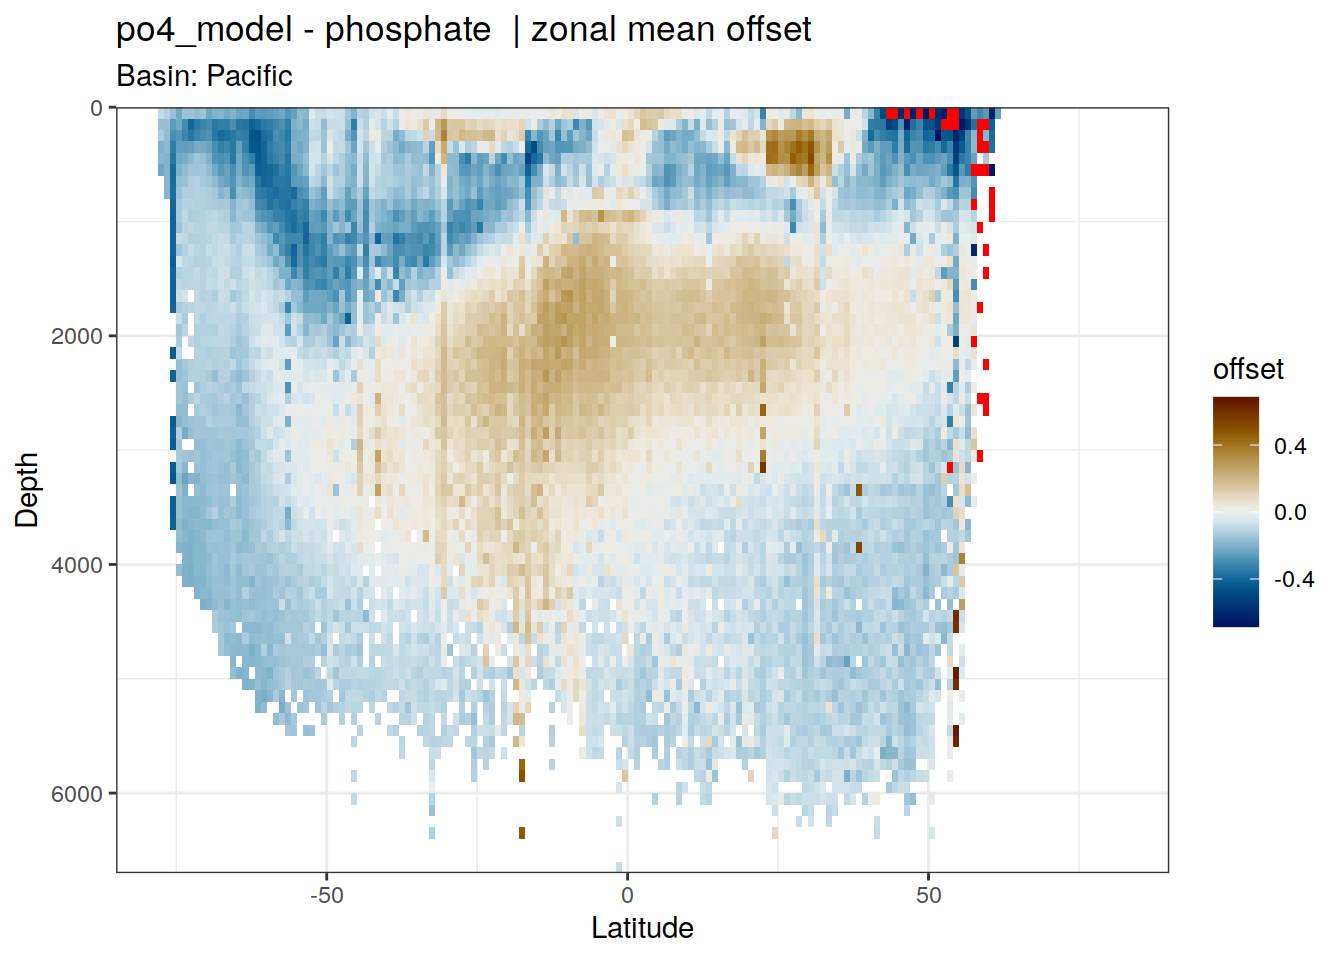 po4_model - phosphate  | zonal mean offset
Basin: Pacific
0
2000
4000
6000
Depth
-50
0
50
Latitude
offset
0.4
0.0
-0.4